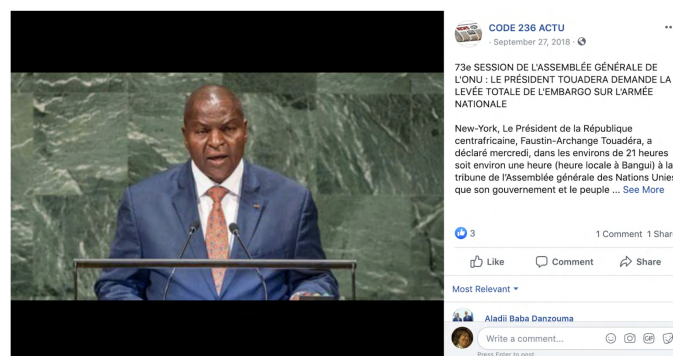 CODE 236 ACTU
· September 27, 2018 ·
73e SESSION DE L'ASSEMBLÉE GÉNÉRALE DE
L'ONU : LE PRÉSIDENT TOUADERA DEMANDE LA
LEVÉE TOTALE DE L'EMBARGO SUR L'ARMÉE
NATIONALE
New-York, Le Président de la République
centrafricaine, Faustin-Archange Touadéra, a
déclaré mercredi, dans les environs de 21 heures
soit environ une heure (heure locale à Bangui) à la
tribune de l'Assemblée générale des Nations Unies
que son gouvernement et le peuple ... See More
3 1 Comment 1 Share
Like Comment Share
Most Relevant
Aladji Baba Danzouma
Write a comment... GIF
Press Enter to post.